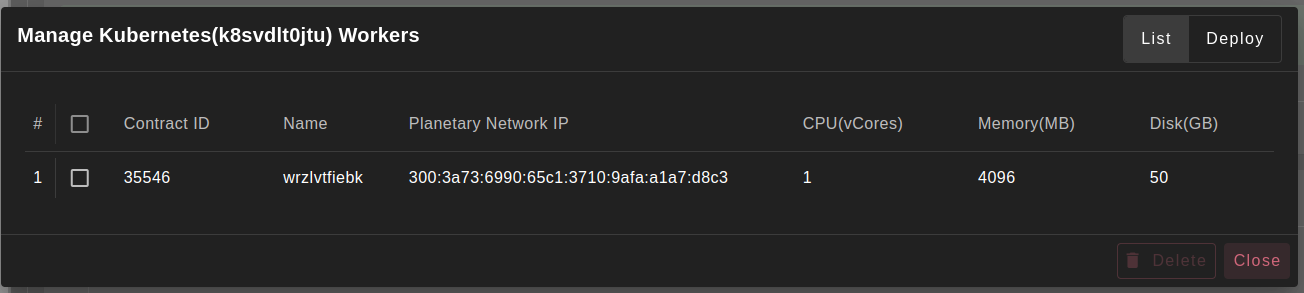 Manage Kubernetes(k8svdlt0jtu) Workers
List Deploy
# Contract ID Name Planetary Network IP CPU(vCores) Memory(MB) Disk(GB)
1 35546 wrzlvtfiebk 300:3a73:6990:65c1:3710:9afa:a1a7:d8c3 1 4096 50
Delete Close